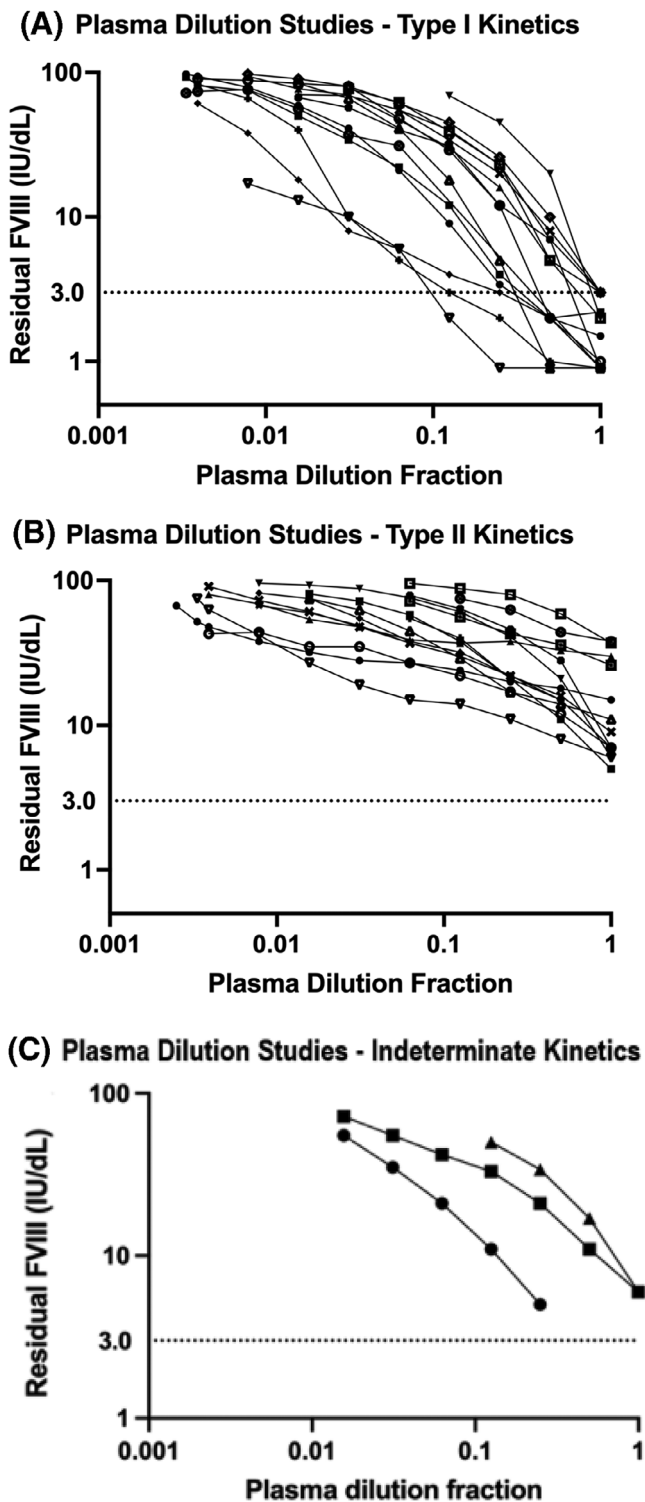 (A) Plasma Dilution Studies - Type I Kinetics
Residual FVIII (IU/dL)
100
10
3.0
1
0.001
0.01
0.1
1
Plasma Dilution Fraction
(B) Plasma Dilution Studies - Type II Kinetics
Residual FVIII (IU/dL)
100
10
3.0
1
0.001
0.01
0.1
1
Plasma Dilution Fraction
(C) Plasma Dilution Studies - Indeterminate Kinetics
Residual FVIII (IU/dL)
100
10
3.0
1
0.001
0.01
0.1
1
Plasma dilution fraction